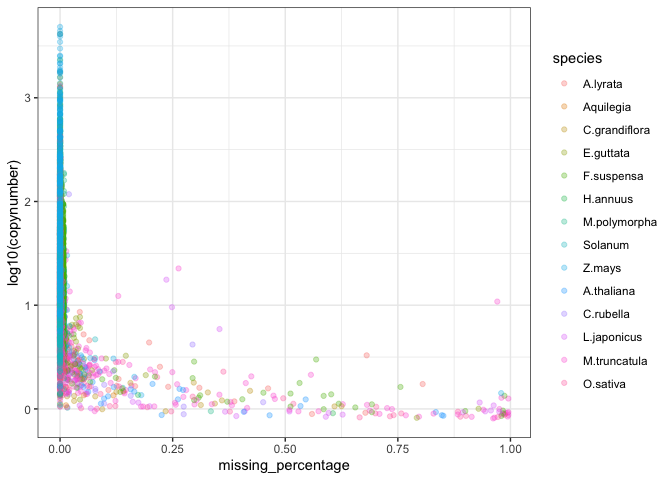 log10(copynumber)
3
2
1
0
0.00 0.25 0.50 0.75 1.00
missing_percentage
species
A.lyrata
Aquilegia
C.grandiflora
E.guttata
F.suspensa
H.annuus
M.polymorpha
Solanum
Z.mays
A.thaliana
C.rubella
L.japonicus
M.truncatula
O.sativa